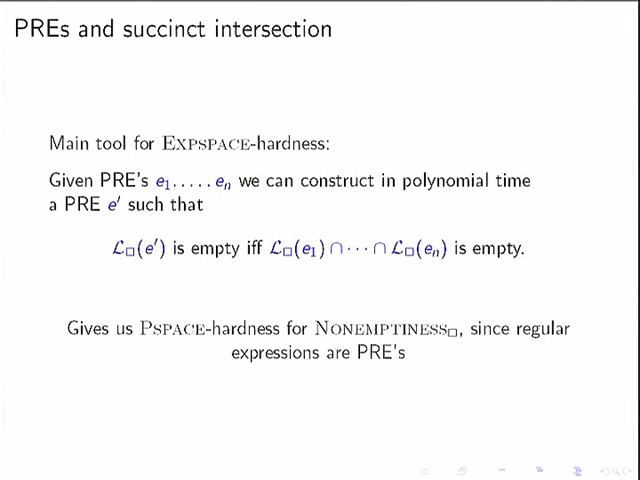 PREs and succinct intersection
Main tool for EXPSPACE-hardness:
Given PRE's e₁.....eₙ we can construct in polynomial time
a PRE e′ such that
𝓛□(e′) is empty iff 𝓛□(e₁) ∩ ··· ∩ 𝓛□(eₙ) is empty.
Gives us PSPACE-hardness for NONEMPTINESS□, since regular
expressions are PRE's